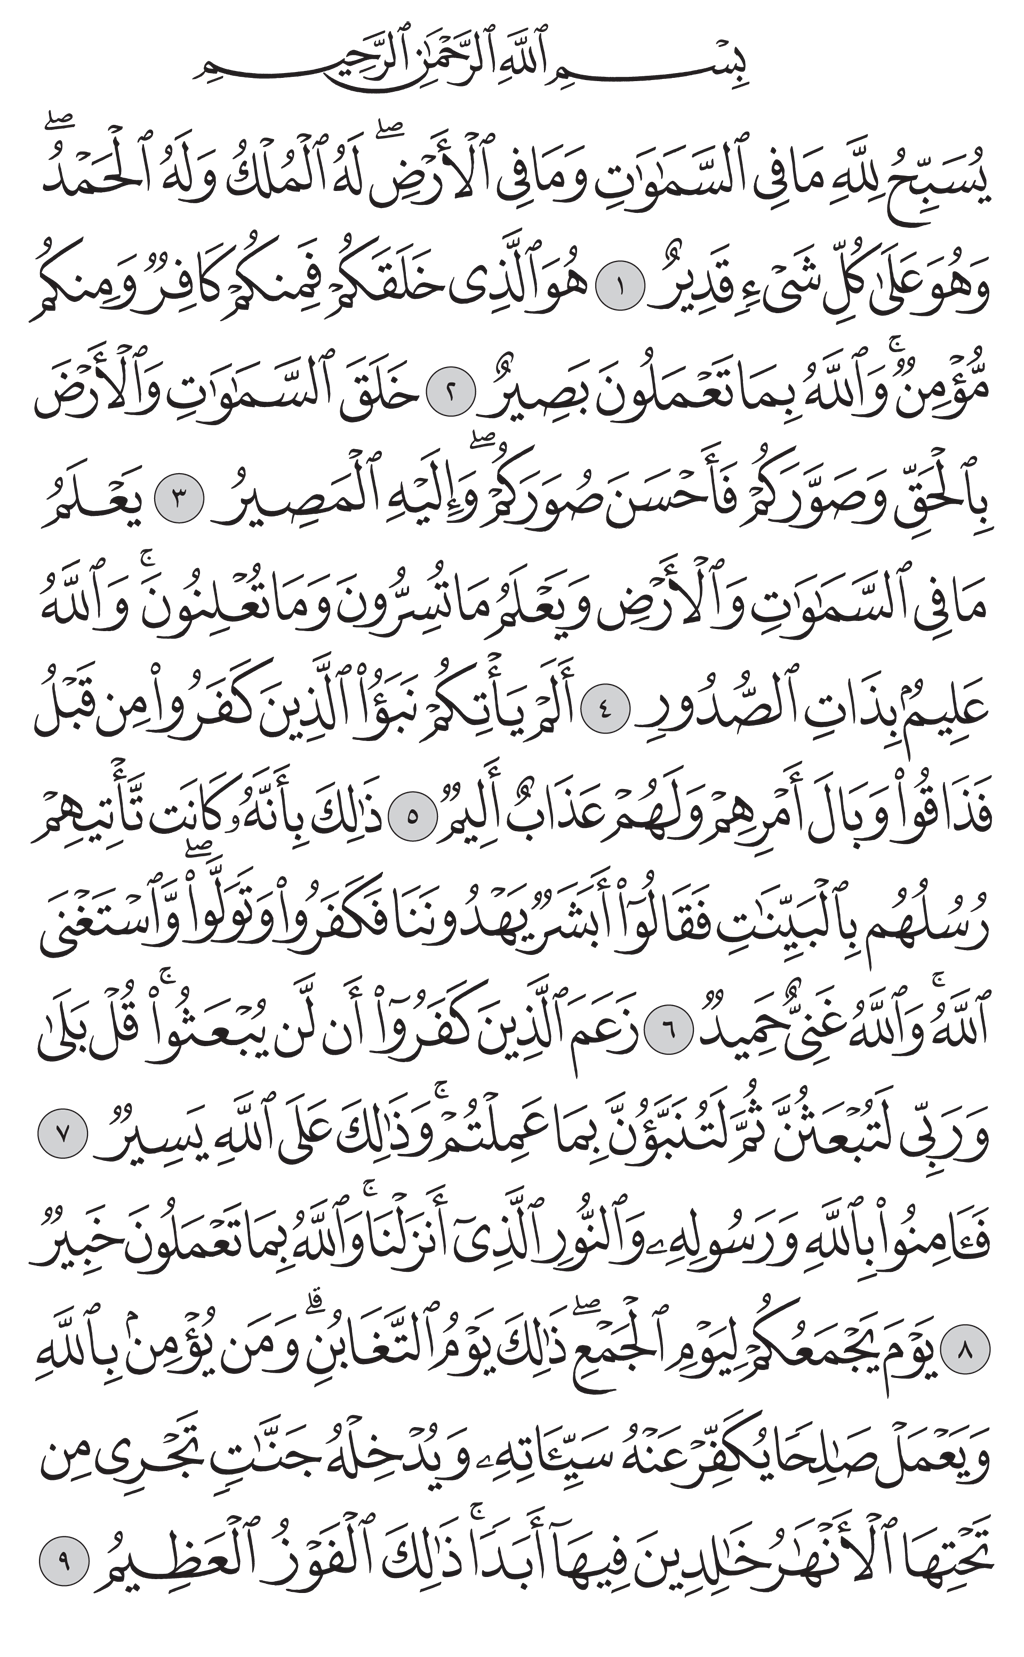 بِسْمِ ٱللَّهِ ٱلرَّحْمَٰنِ ٱلرَّحِيمِ
يُسَبِّحُ لِلَّهِ مَا فِى ٱلسَّمَٰوَٰتِ وَمَا فِى ٱلْأَرْضِ ۖ لَهُ ٱلْمُلْكُ وَلَهُ ٱلْحَمْدُ ۖ
وَهُوَ عَلَىٰ كُلِّ شَىْءٍ قَدِيرٌ ١ هُوَ ٱلَّذِى خَلَقَكُمْ فَمِنكُمْ كَافِرٌ وَمِنكُم
مُّؤْمِنٌ ۚ وَٱللَّهُ بِمَا تَعْمَلُونَ بَصِيرٌ ٢ خَلَقَ ٱلسَّمَٰوَٰتِ وَٱلْأَرْضَ
بِٱلْحَقِّ وَصَوَّرَكُمْ فَأَحْسَنَ صُوَرَكُمْ ۖ وَإِلَيْهِ ٱلْمَصِيرُ ٣ يَعْلَمُ
مَا فِى ٱلسَّمَٰوَٰتِ وَٱلْأَرْضِ وَيَعْلَمُ مَا تُسِرُّونَ وَمَا تُعْلِنُونَ ۚ وَٱللَّهُ
عَلِيمٌۢ بِذَاتِ ٱلصُّدُورِ ٤ أَلَمْ يَأْتِكُمْ نَبَؤُا۟ ٱلَّذِينَ كَفَرُوا۟ مِن قَبْلُ
فَذَاقُوا۟ وَبَالَ أَمْرِهِمْ وَلَهُمْ عَذَابٌ أَلِيمٌ ٥ ذَٰلِكَ بِأَنَّهُۥ كَانَت تَّأْتِيهِمْ
رُسُلُهُم بِٱلْبَيِّنَٰتِ فَقَالُوٓا۟ أَبَشَرٌ يَهْدُونَنَا فَكَفَرُوا۟ وَتَوَلَّوا۟ ۖ وَّٱسْتَغْنَى
ٱللَّهُ ۚ وَٱللَّهُ غَنِىٌّ حَمِيدٌ ٦ زَعَمَ ٱلَّذِينَ كَفَرُوٓا۟ أَن لَّن يُبْعَثُوا۟ ۚ قُلْ بَلَىٰ
وَرَبِّى لَتُبْعَثُنَّ ثُمَّ لَتُنَبَّؤُنَّ بِمَا عَمِلْتُمْ ۚ وَذَٰلِكَ عَلَى ٱللَّهِ يَسِيرٌ ٧
فَـَٔامِنُوا۟ بِٱللَّهِ وَرَسُولِهِۦ وَٱلنُّورِ ٱلَّذِىٓ أَنزَلْنَا ۚ وَٱللَّهُ بِمَا تَعْمَلُونَ خَبِيرٌ
٨ يَوْمَ يَجْمَعُكُمْ لِيَوْمِ ٱلْجَمْعِ ۖ ذَٰلِكَ يَوْمُ ٱلتَّغَابُنِ ۗ وَمَن يُؤْمِنۢ بِٱللَّهِ
وَيَعْمَلْ صَٰلِحًا يُكَفِّرْ عَنْهُ سَيِّـَٔاتِهِۦ وَيُدْخِلْهُ جَنَّٰتٍ تَجْرِى مِن
تَحْتِهَا ٱلْأَنْهَٰرُ خَٰلِدِينَ فِيهَآ أَبَدًا ۚ ذَٰلِكَ ٱلْفَوْزُ ٱلْعَظِيمُ ٩